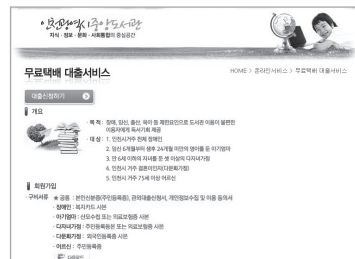 인천광역시중앙도서관
지식 · 정보 · 문화 · 사회통합의 중심공간
무료택배 대출서비스
HOME > 온라인서비스 > 무료택배 대출서비스
대출신청하기
개요
· 목적 : 장애, 임신, 출산, 육아 등 제한요인으로 도서관 이용이 불편한
이용자에게 독서기회 제공
· 대상 : 1. 인천시 거주 전체 장애인
2. 임신 6개월부터 생후 24개월 미만의 영아를 둔 아기엄마
3. 만 6세 이하의 자녀를 둔 셋 이상의 다자녀가정
4. 인천시 거주 결혼이민자(다문화가정)
5. 인천시 거주 75세 이상 어르신
회원가입
· 구비서류 ★ 공통 : 본인신분증(주민등록증), 관외대출신청서, 개인정보수집 및 이용 동의서
· 장애인 : 복지카드 사본
· 아기엄마 : 산모수첩 또는 의료보험증 사본
· 다자녀가정 : 주민등록등본 또는 의료보험증 사본
· 다문화가정 : 외국인등록증 사본
· 어르신 : 주민등록증
다운로드